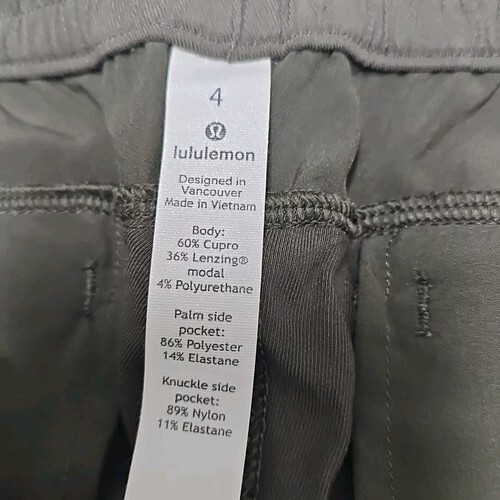 4
lululemon
Designed in
Vancouver
Made in Vietnam
Body:
60% Cupro
36% Lenzing®
modal
4% Polyurethane
Palm side
pocket:
86% Polyester
14% Elastane
Knuckle side
pocket:
89% Nylon
11% Elastane